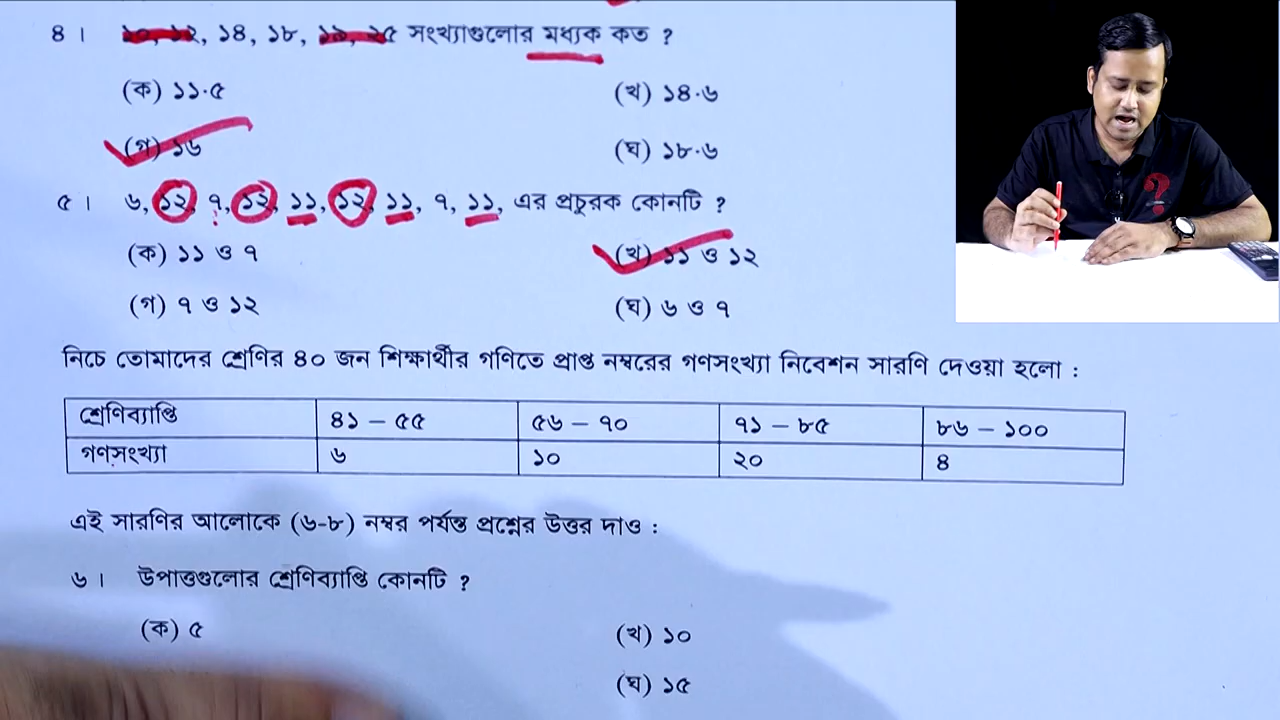 ৪। ১০, ১২, ১৪, ১৮, ১৯, ২৫ সংখ্যাগুলোর মধ্যক কত ?
(ক) ১১·৫ (খ) ১৪·৬
(গ) ১৬ (ঘ) ১৮·৬
৫। ৬, ১২, ৭, ১২, ১১, ১২, ১১, ৭, ১১, এর প্রচুরক কোনটি ?
(ক) ১১ ও ৭ (খ) ১১ ও ১২
(গ) ৭ ও ১২ (ঘ) ৬ ও ৭
নিচে তোমাদের শ্রেণির ৪০ জন শিক্ষার্থীর গণিতে প্রাপ্ত নম্বরের গণসংখ্যা নিবেশন সারণি দেওয়া হলো :
শ্রেণিব্যাপ্তি ৪১ – ৫৫ ৫৬ – ৭০ ৭১ – ৮৫ ৮৬ – ১০০
গণসংখ্যা ৬ ১০ ২০ ৪
এই সারণির আলোকে (৬-৮) নম্বর পর্যন্ত প্রশ্নের উত্তর দাও :
৬। উপাত্তগুলোর শ্রেণিব্যাপ্তি কোনটি ?
(ক) ৫ (খ) ১০
(ঘ) ১৫